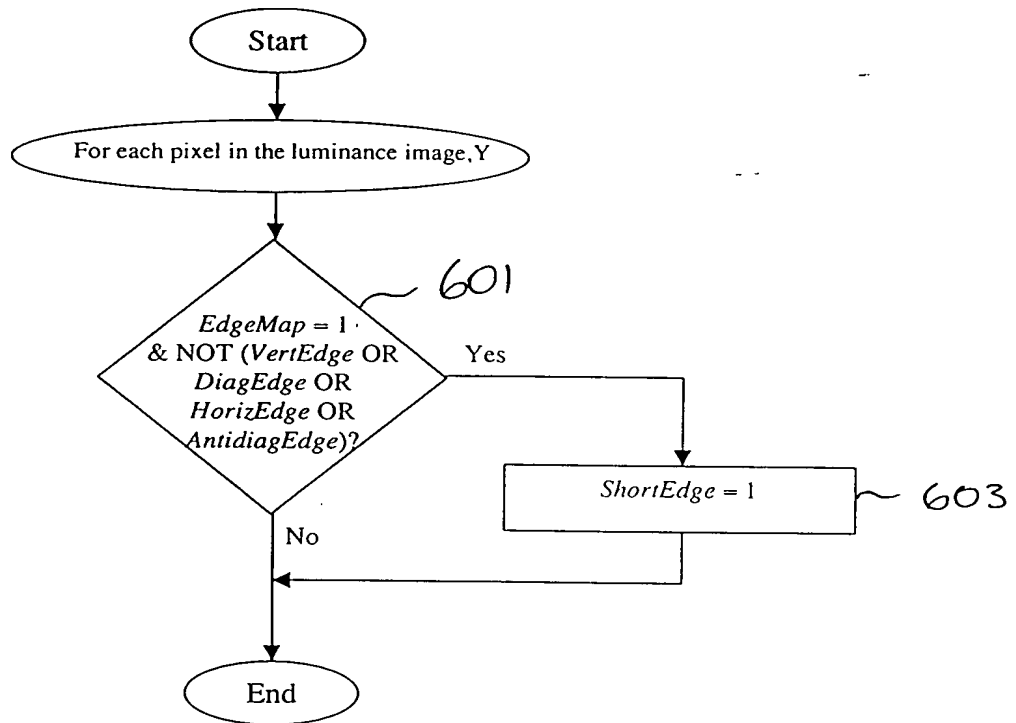 Start
For each pixel in the luminance image,Y
601
EdgeMap = 1
& NOT (VertEdge OR
DiagEdge OR
HorizEdge OR
AntidiagEdge)?
Yes
ShortEdge = 1
603
No
End